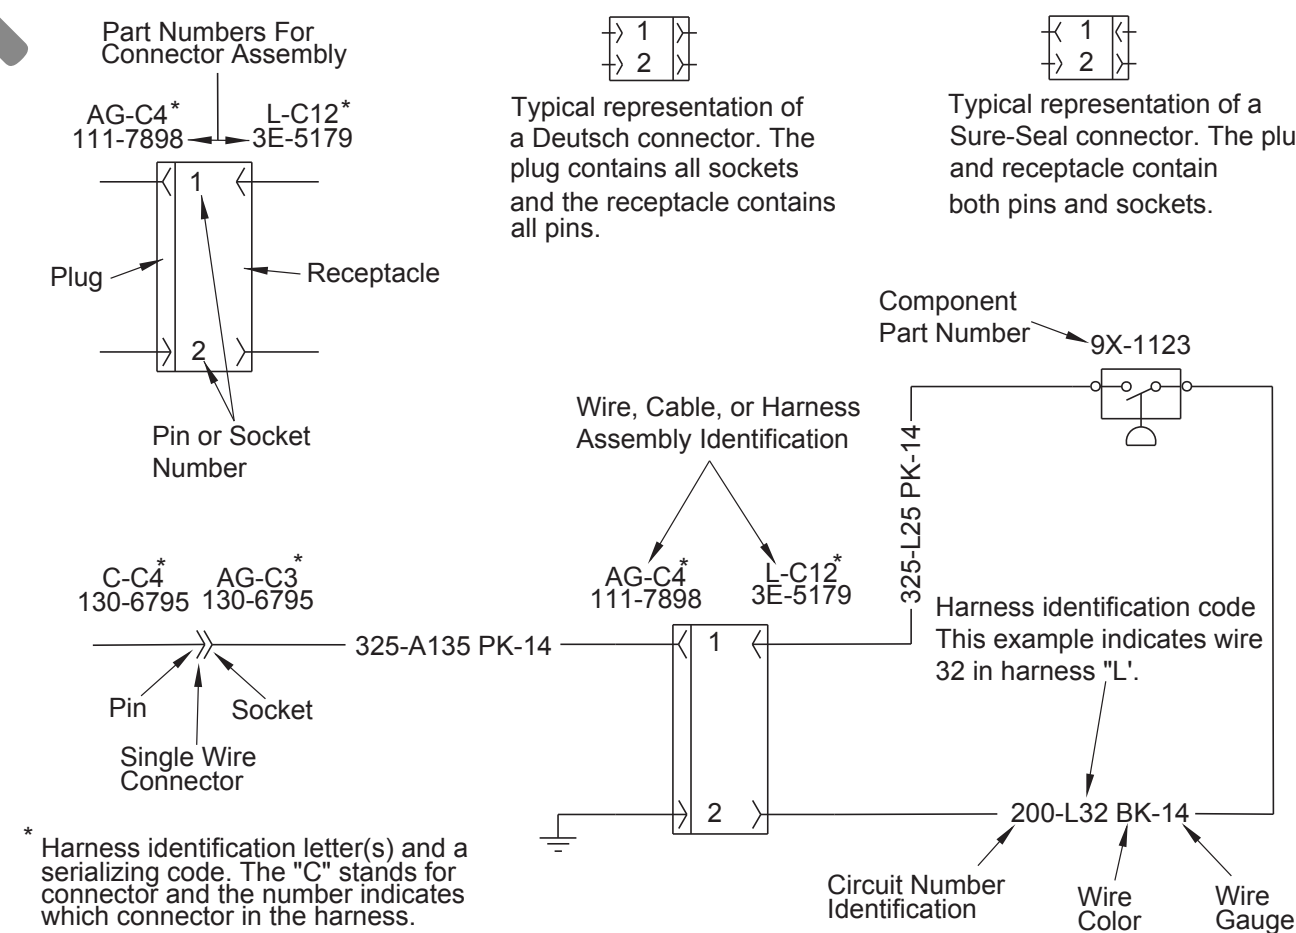 Part Numbers For
Connector Assembly
AG-C4* L-C12*
111-7898 3E-5179
1
2
Plug
Receptacle
Pin or Socket
Number
1
2
Typical representation of
a Deutsch connector. The
plug contains all sockets
and the receptacle contains
all pins.
1
2
Typical representation of a
Sure-Seal connector. The plu
and receptacle contain
both pins and sockets.
Component
Part Number
9X-1123
Wire, Cable, or Harness
Assembly Identification
C-C4* AG-C3*
130-6795 130-6795
325-A135 PK-14
Pin
Socket
Single Wire
Connector
AG-C4* L-C12*
111-7898 3E-5179
1
2
325-L25 PK-14
Harness identification code
This example indicates wire
32 in harness "L'.
200-L32 BK-14
Circuit Number
Identification
Wire
Color
Wire
Gauge
* Harness identification letter(s) and a
serializing code. The "C" stands for
connector and the number indicates
which connector in the harness.